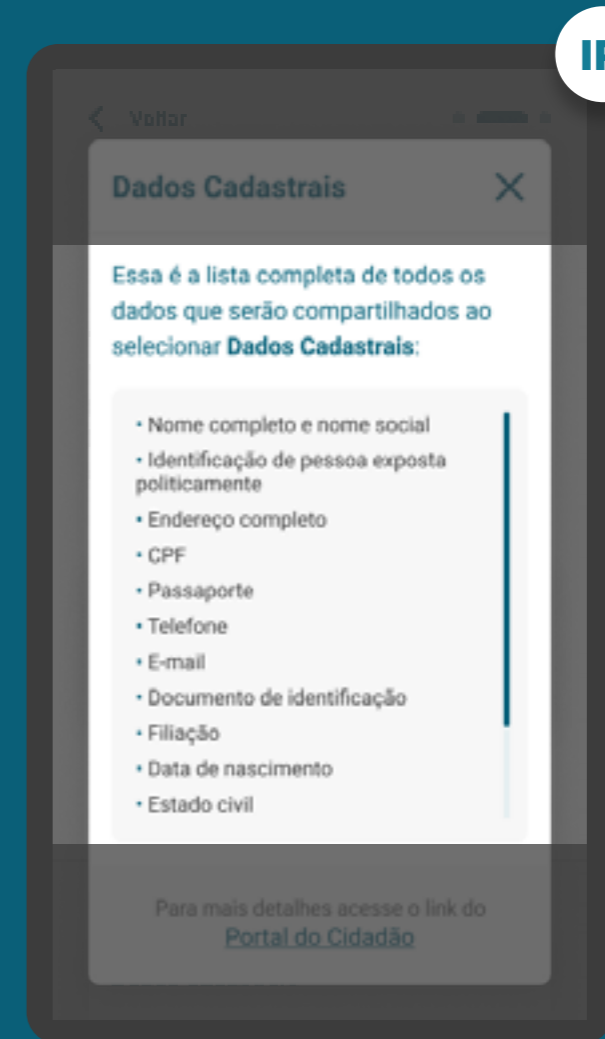 IP
Voltar
Dados Cadastrais
Essa é a lista completa de todos os
dados que serão compartilhados ao
selecionar Dados Cadastrais:
• Nome completo e nome social
• Identificação de pessoa exposta
politicamente
• Endereço completo
• CPF
• Passaporte
• Telefone
• E-mail
• Documento de identificação
• Filiação
• Data de nascimento
• Estado civil
Para mais detalhes acesse o link do
Portal do Cidadão